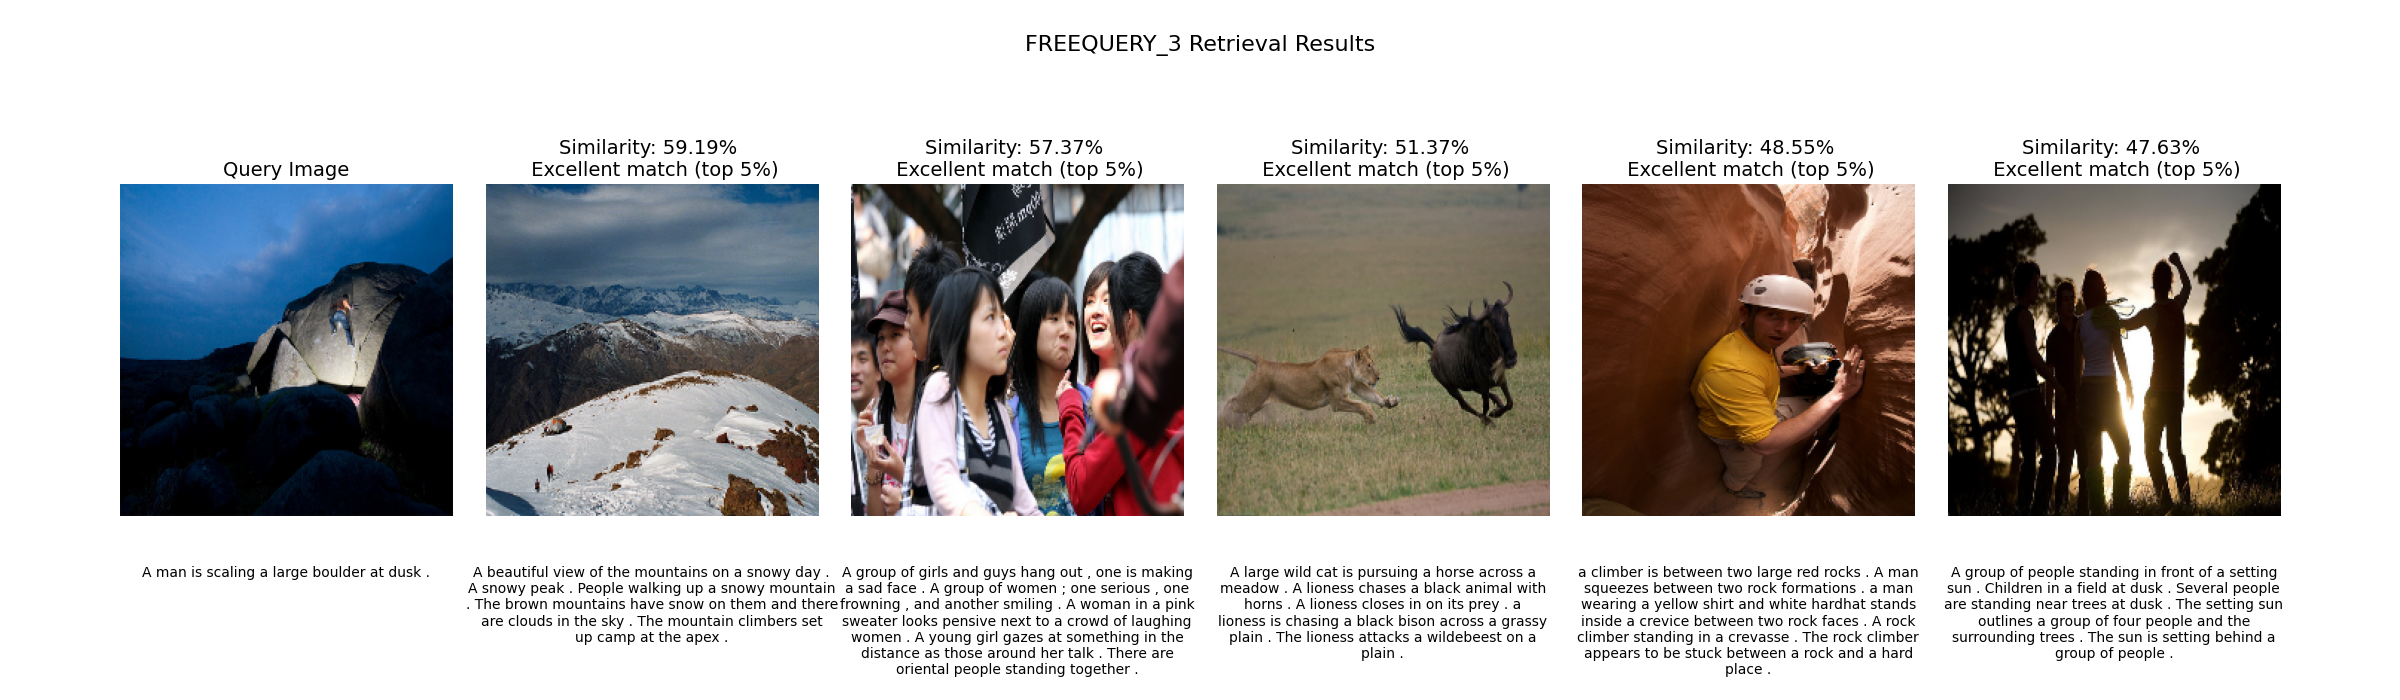 FREEQUERY_3 Retrieval Results
Query Image
A man is scaling a large boulder at dusk .
Similarity: 59.19%
Excellent match (top 5%)
A beautiful view of the mountains on a snowy day .
A snowy peak . People walking up a snowy mountain
. The brown mountains have snow on them and there
are clouds in the sky . The mountain climbers set
up camp at the apex .
Similarity: 57.37%
Excellent match (top 5%)
A group of girls and guys hang out , one is making
a sad face . A group of women ; one serious , one
frowning , and another smiling . A woman in a pink
sweater looks pensive next to a crowd of laughing
women . A young girl gazes at something in the
distance as those around her talk . There are
oriental people standing together .
Similarity: 51.37%
Excellent match (top 5%)
A large wild cat is pursuing a horse across a
meadow . A lioness chases a black animal with
horns . A lioness closes in on its prey . a
lioness is chasing a black bison across a grassy
plain . The lioness attacks a wildebeest on a
plain .
Similarity: 48.55%
Excellent match (top 5%)
a climber is between two large red rocks . A man
squeezes between two rock formations . a man
wearing a yellow shirt and white hardhat stands
inside a crevice between two rock faces . A rock
climber standing in a crevasse . The rock climber
appears to be stuck between a rock and a hard
place .
Similarity: 47.63%
Excellent match (top 5%)
A group of people standing in front of a setting
sun . Children in a field at dusk . Several people
are standing near trees at dusk . The setting sun
outlines a group of four people and the
surrounding trees . The sun is setting behind a
group of people .